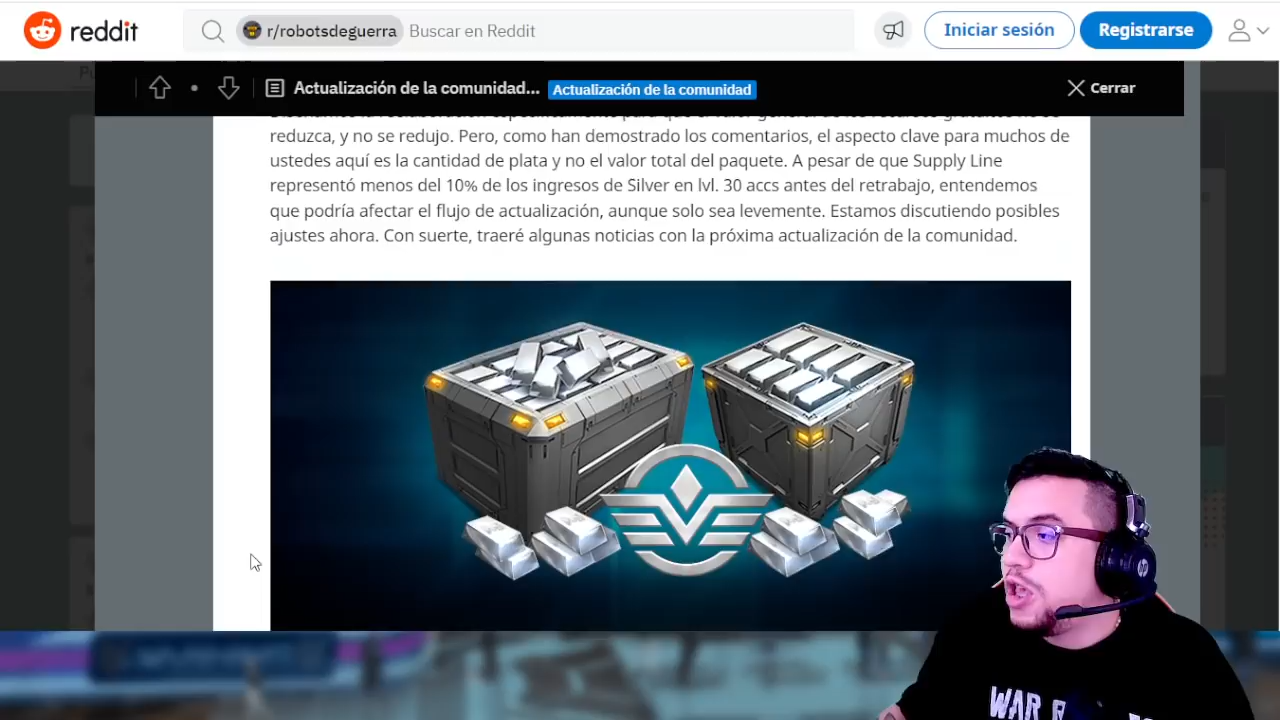 reddit
r/robotsdeguerra Buscar en Reddit
Iniciar sesión
Registrarse
Actualización de la comunidad...
Actualización de la comunidad
Cerrar
reduzca, y no se redujo. Pero, como han demostrado los comentarios, el aspecto clave para muchos de
ustedes aquí es la cantidad de plata y no el valor total del paquete. A pesar de que Supply Line
representó menos del 10% de los ingresos de Silver en lvl. 30 accs antes del retrabajo, entendemos
que podría afectar el flujo de actualización, aunque solo sea levemente. Estamos discutiendo posibles
ajustes ahora. Con suerte, traeré algunas noticias con la próxima actualización de la comunidad.
hp
WAR